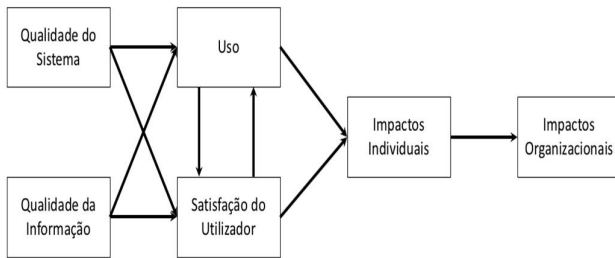 Qualidade do
Sistema
Uso
Impactos
Individuais
Impactos
Organizacionais
Qualidade da
Informação
Satisfação do
Utilizador